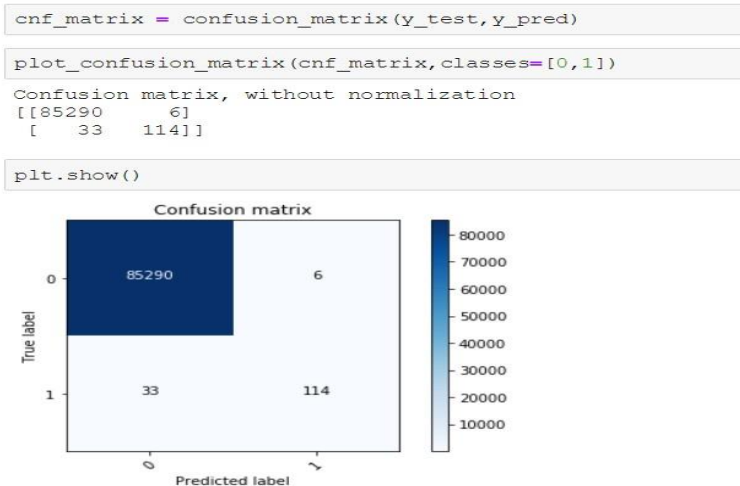 cnf_matrix = confusion_matrix(y_test,y_pred)
plot_confusion_matrix(cnf_matrix,classes=[0,1])
Confusion matrix, without normalization
[[85290     6]
 [   33   114]]
plt.show()
Confusion matrix
True label
0
85290
6
1
33
114
0
1
Predicted label
80000
70000
60000
50000
40000
30000
20000
10000